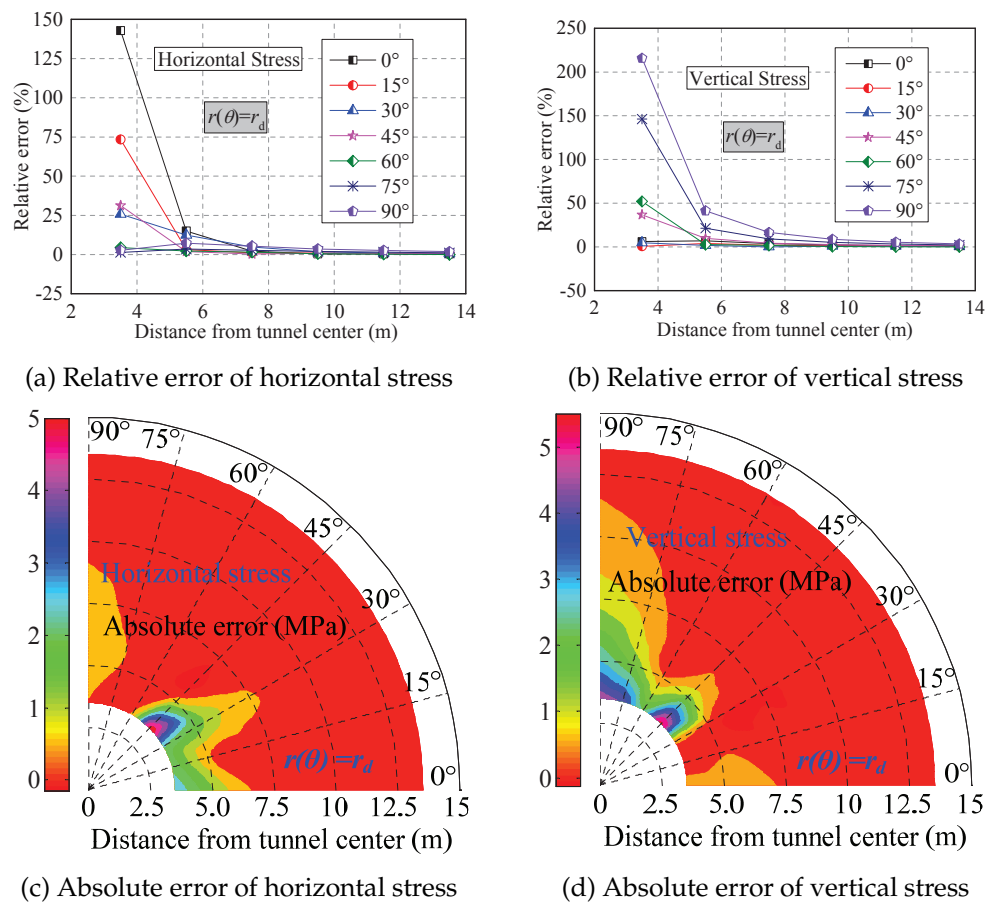 150
125
100
75
50
25
0
-25
Relative error (%)
Horizontal Stress
r(θ)=r_d
0°
15°
30°
45°
60°
75°
90°
2 4 6 8 10 12 14
Distance from tunnel center (m)
(a) Relative error of horizontal stress
250
200
150
100
50
0
-50
Relative error (%)
Vertical Stress
r(θ)=r_d
0°
15°
30°
45°
60°
75°
90°
2 4 6 8 10 12 14
Distance from tunnel center (m)
(b) Relative error of vertical stress
5
4
3
2
1
0
90°
75°
60°
45°
30°
15°
0°
Horizontal stress
Absolute error (MPa)
r(θ) =r_d
0 2.5 5.0 7.5 10 12.5 15
Distance from tunnel center (m)
(c) Absolute error of horizontal stress
5
4
3
2
1
0
90°
75°
60°
45°
30°
15°
0°
Vertical stress
Absolute error (MPa)
r(θ) =r_d
0 2.5 5.0 7.5 10 12.5 15
Distance from tunnel center (m)
(d) Absolute error of vertical stress